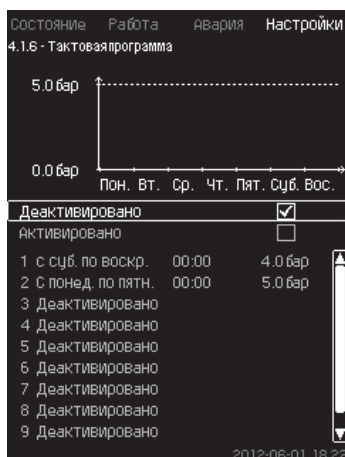 Состояние Работа Авария Настройки
4.1.6 - Тактовая программа
5.0 бар
0.0 бар
Пон. Вт. Ср. Чт. Пят. Суб. Вос.
Деактивировано
Активировано
1 с суб. по воскр. 00:00 4.0 бар
2 С понед. по пятн. 00:00 5.0 бар
3 Деактивировано
4 Деактивировано
5 Деактивировано
6 Деактивировано
7 Деактивировано
8 Деактивировано
9 Деактивировано
2012-06-01 18:22